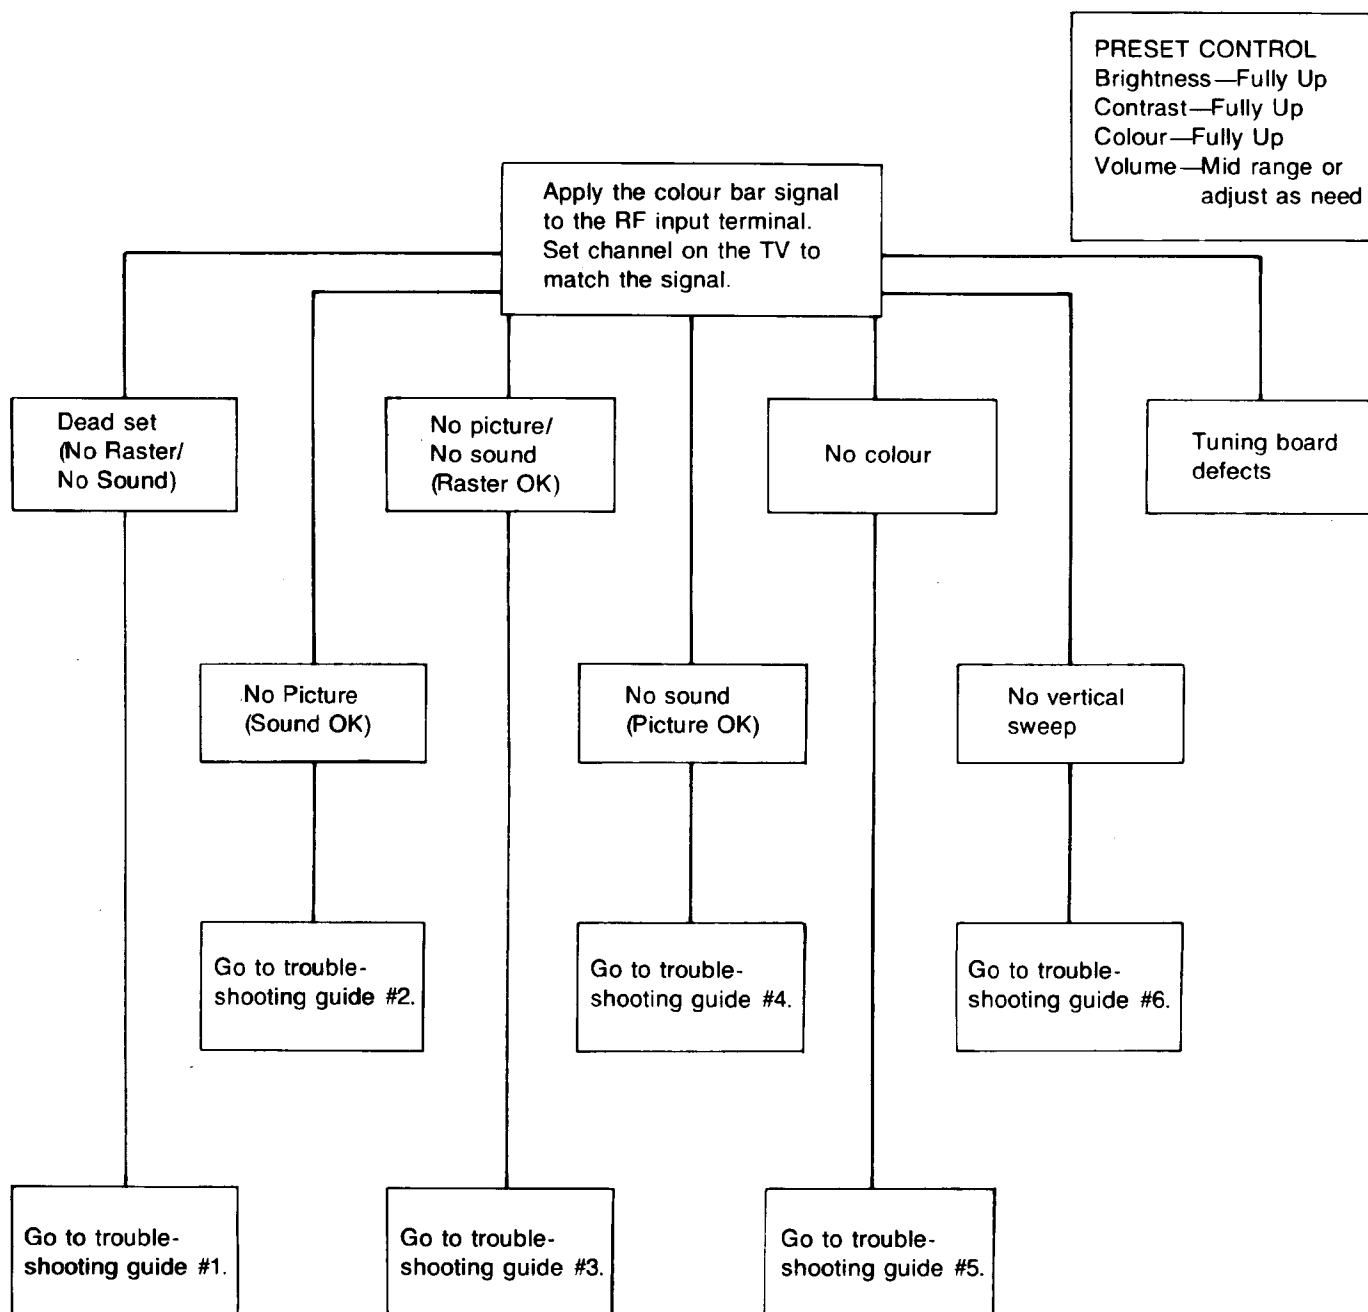 PRESET CONTROL
Brightness—Fully Up
Contrast—Fully Up
Colour—Fully Up
Volume—Mid range or
adjust as need
Apply the colour bar signal
to the RF input terminal.
Set channel on the TV to
match the signal.
Dead set
(No Raster/
No Sound)
No picture/
No sound
(Raster OK)
No colour
Tuning board
defects
No Picture
(Sound OK)
No sound
(Picture OK)
No vertical
sweep
Go to trouble-
shooting guide #2.
Go to trouble-
shooting guide #4.
Go to trouble-
shooting guide #6.
Go to trouble-
shooting guide #1.
Go to trouble-
shooting guide #3.
Go to trouble-
shooting guide #5.